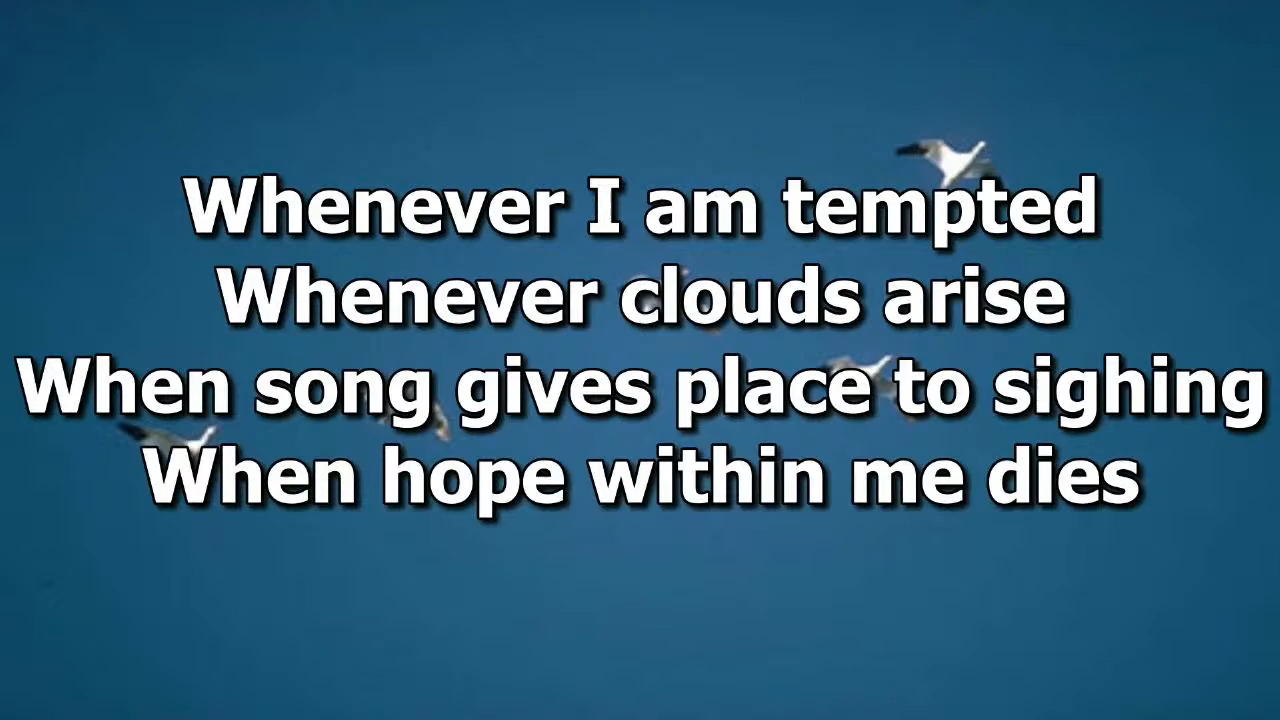 Whenever I am tempted
Whenever clouds arise
When song gives place to sighing
When hope within me dies